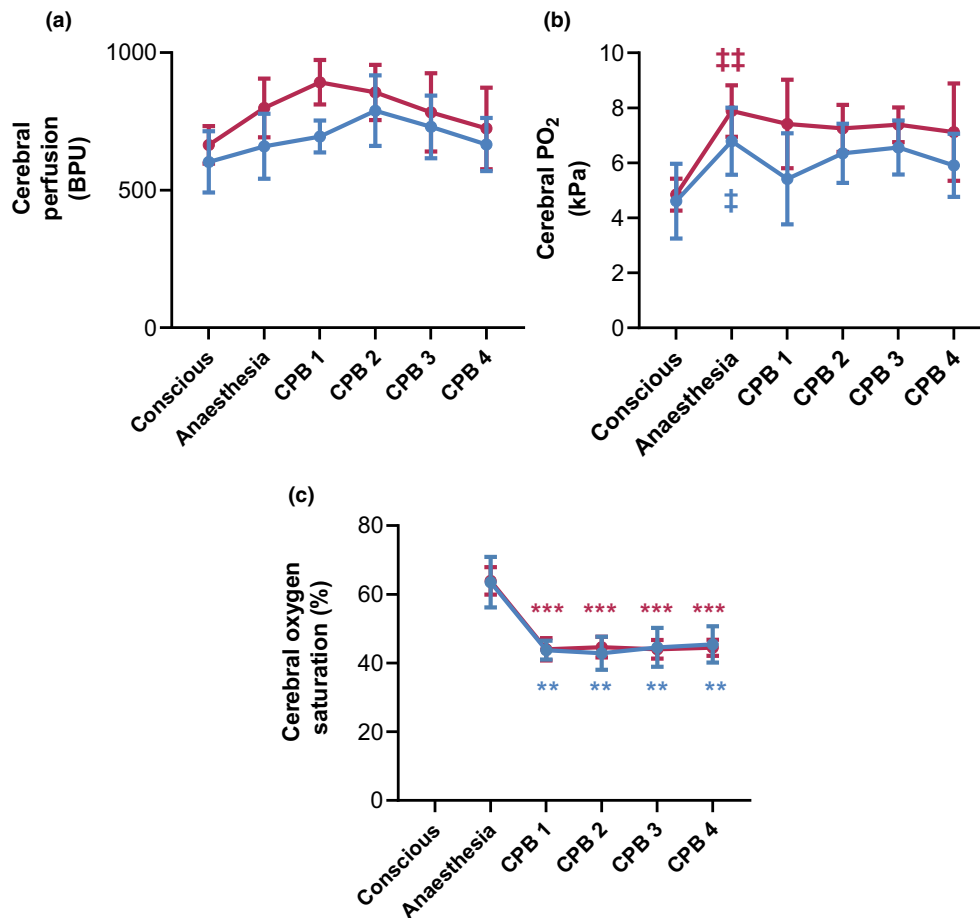 (a)
1000
500
0
Cerebral
perfusion
(BPU)
Conscious
Anaesthesia
CPB 1
CPB 2
CPB 3
CPB 4
(b)
10
8
6
4
2
0
Cerebral PO2
(kPa)
‡‡
‡
Conscious
Anaesthesia
CPB 1
CPB 2
CPB 3
CPB 4
(c)
80
60
40
20
0
Cerebral oxygen
saturation (%)
*** *** *** ***
** ** ** **
Conscious
Anaesthesia
CPB 1
CPB 2
CPB 3
CPB 4